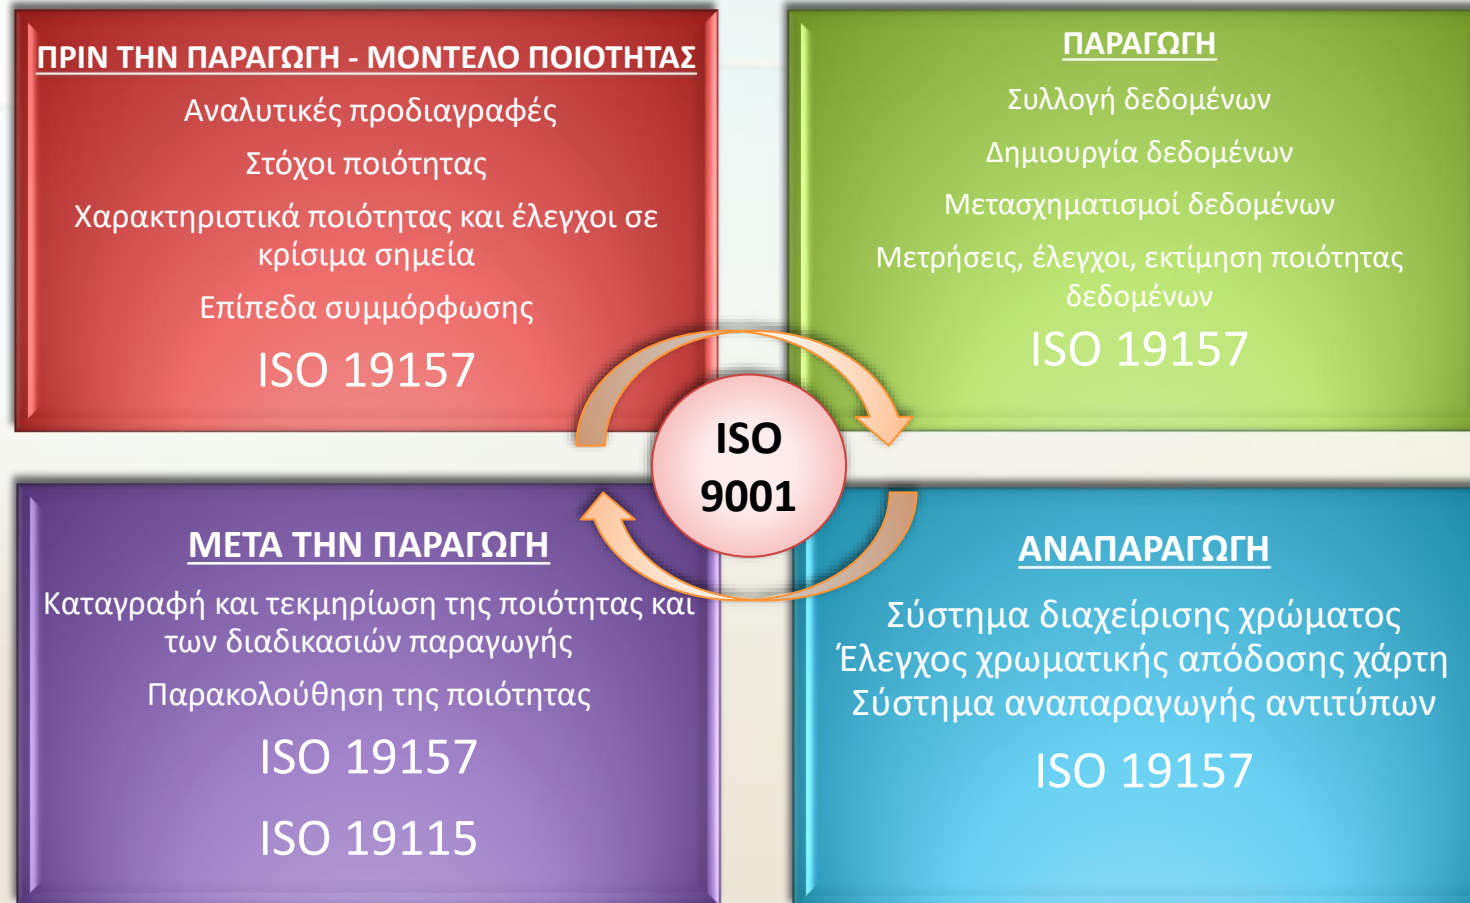 ΠΡΙΝ ΤΗΝ ΠΑΡΑΓΩΓΗ - ΜΟΝΤΕΛΟ ΠΟΙΟΤΗΤΑΣ
Αναλυτικές προδιαγραφές
Στόχοι ποιότητας
Χαρακτηριστικά ποιότητας και έλεγχοι σε
κρίσιμα σημεία
Επίπεδα συμμόρφωσης
ISO 19157
ΠΑΡΑΓΩΓΗ
Συλλογή δεδομένων
Δημιουργία δεδομένων
Μετασχηματισμοί δεδομένων
Μετρήσεις, έλεγχοι, εκτίμηση ποιότητας
δεδομένων
ISO 19157
ISO
9001
ΜΕΤΑ ΤΗΝ ΠΑΡΑΓΩΓΗ
Καταγραφή και τεκμηρίωση της ποιότητας και
των διαδικασιών παραγωγής
Παρακολούθηση της ποιότητας
ISO 19157
ISO 19115
ΑΝΑΠΑΡΑΓΩΓΗ
Σύστημα διαχείρισης χρώματος
Έλεγχος χρωματικής απόδοσης χάρτη
Σύστημα αναπαραγωγής αντιτύπων
ISO 19157